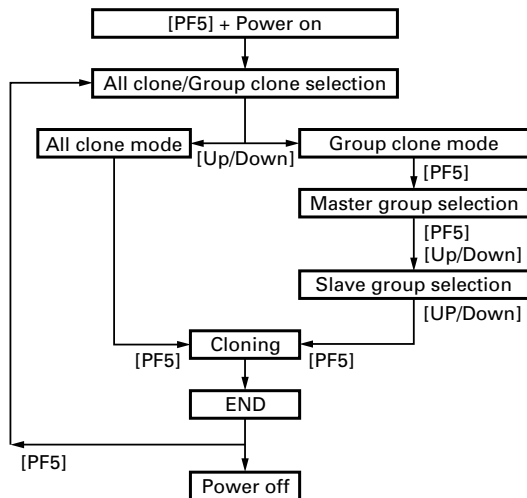 [PF5] + Power on
All clone/Group clone selection
All clone mode
[Up/Down]
Group clone mode
[PF5]
Master group selection
[PF5]
[Up/Down]
Slave group selection
[UP/Down]
Cloning
[PF5]
[PF5]
END
[PF5]
Power off